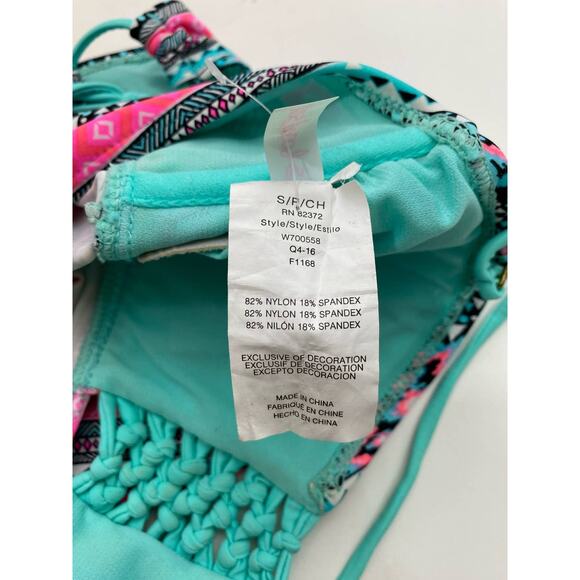 S/P/CH
RN 82372
Style/Style/Estilo
W700558
Q4-16
F1168
82% NYLON 18% SPANDEX
82% NYLON 18% SPANDEX
82% NILÓN 18% SPANDEX
EXCLUSIVE OF DECORATION
EXCLUSIF DE DECORATION
EXCEPTO DECORACION
MADE IN CHINA
FABRIQUÉ EN CHINE
HECHO EN CHINA